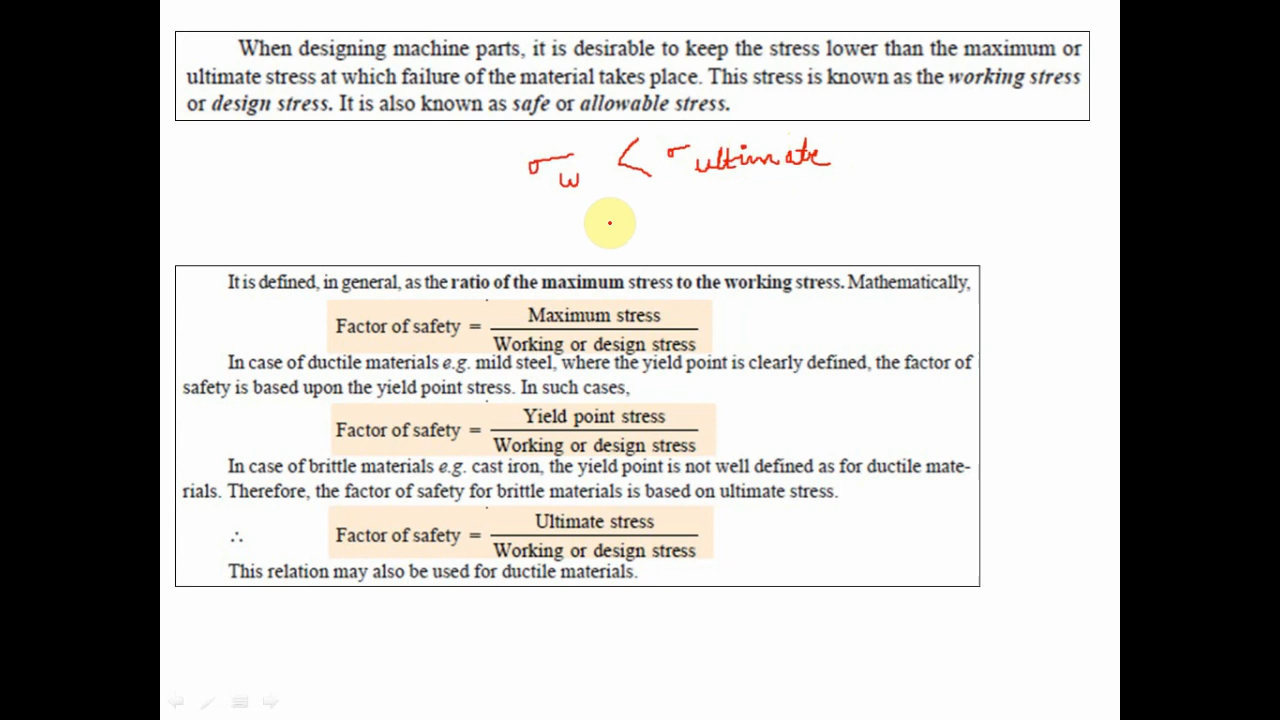 When designing machine parts, it is desirable to keep the stress lower than the maximum or
ultimate stress at which failure of the material takes place. This stress is known as the working stress
or design stress. It is also known as safe or allowable stress.
σw < σ ultimate
It is defined, in general, as the ratio of the maximum stress to the working stress. Mathematically,
Factor of safety = Maximum stress
Working or design stress
In case of ductile materials e.g. mild steel, where the yield point is clearly defined, the factor of
safety is based upon the yield point stress. In such cases,
Factor of safety = Yield point stress
Working or design stress
In case of brittle materials e.g. cast iron, the yield point is not well defined as for ductile mate-
rials. Therefore, the factor of safety for brittle materials is based on ultimate stress.
∴ Factor of safety = Ultimate stress
Working or design stress
This relation may also be used for ductile materials.